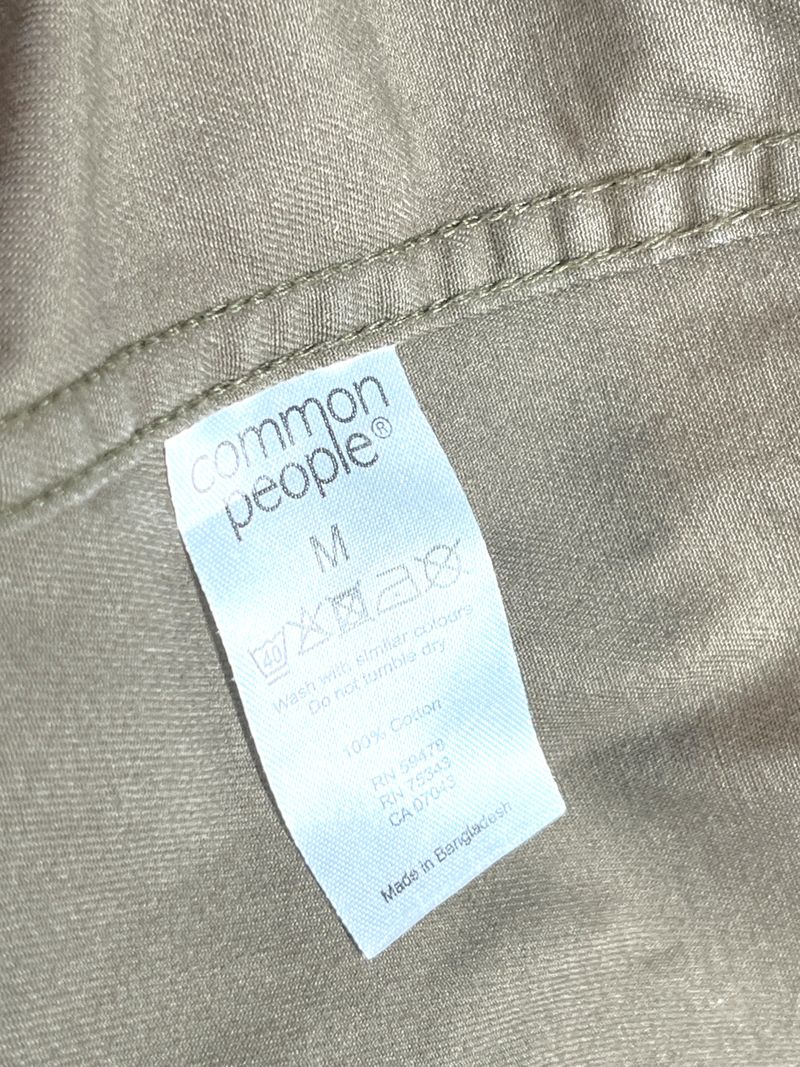 common
people®
M
40
Wash with similar colours
Do not tumble dry
100% Cotton
RN 59478
RN 75343
CA 07043
Made in Bangladesh